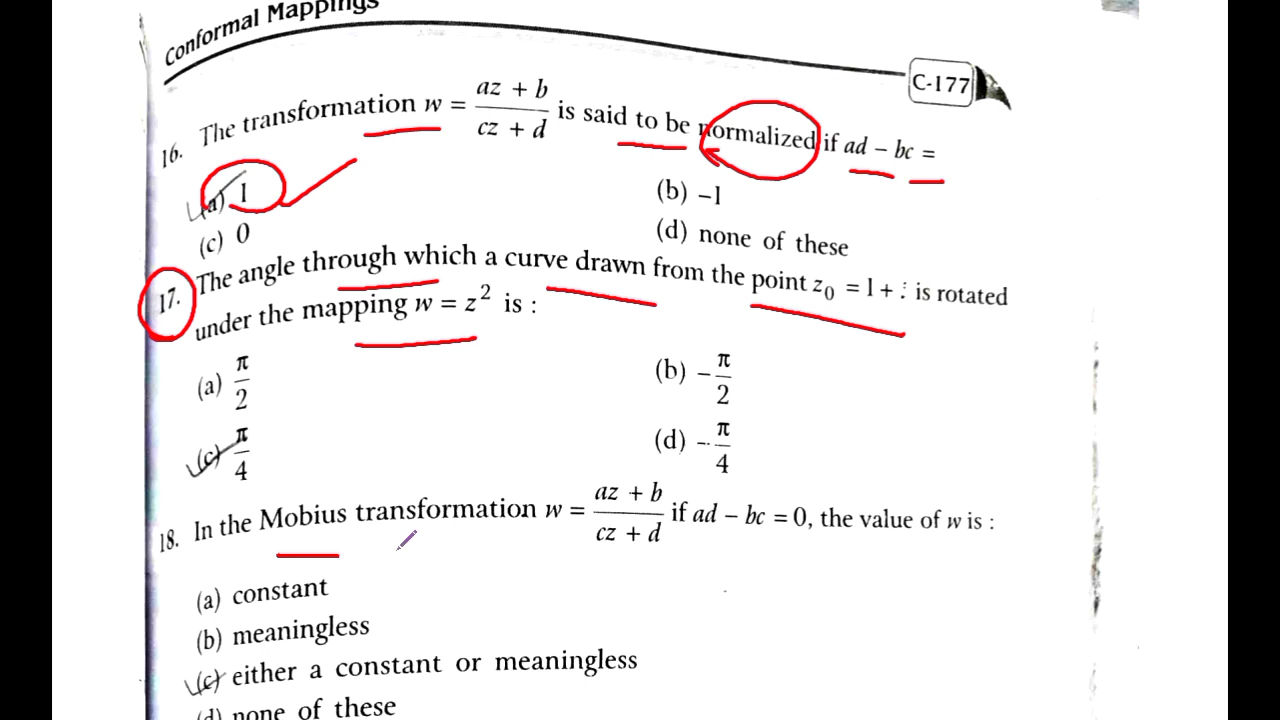 Conformal Mappings
C-177
16. The transformation w = (az + b)/(cz + d) is said to be normalized if ad − bc =
(a) 1 (b) −1
(c) 0 (d) none of these
17. The angle through which a curve drawn from the point z₀ = 1 + is rotated
under the mapping w = z² is :
(a) π/2 (b) −π/2
(c) π/4 (d) −π/4
18. In the Mobius transformation w = (az + b)/(cz + d) if ad − bc = 0, the value of w is :
(a) constant
(b) meaningless
(c) either a constant or meaningless
(d) none of these